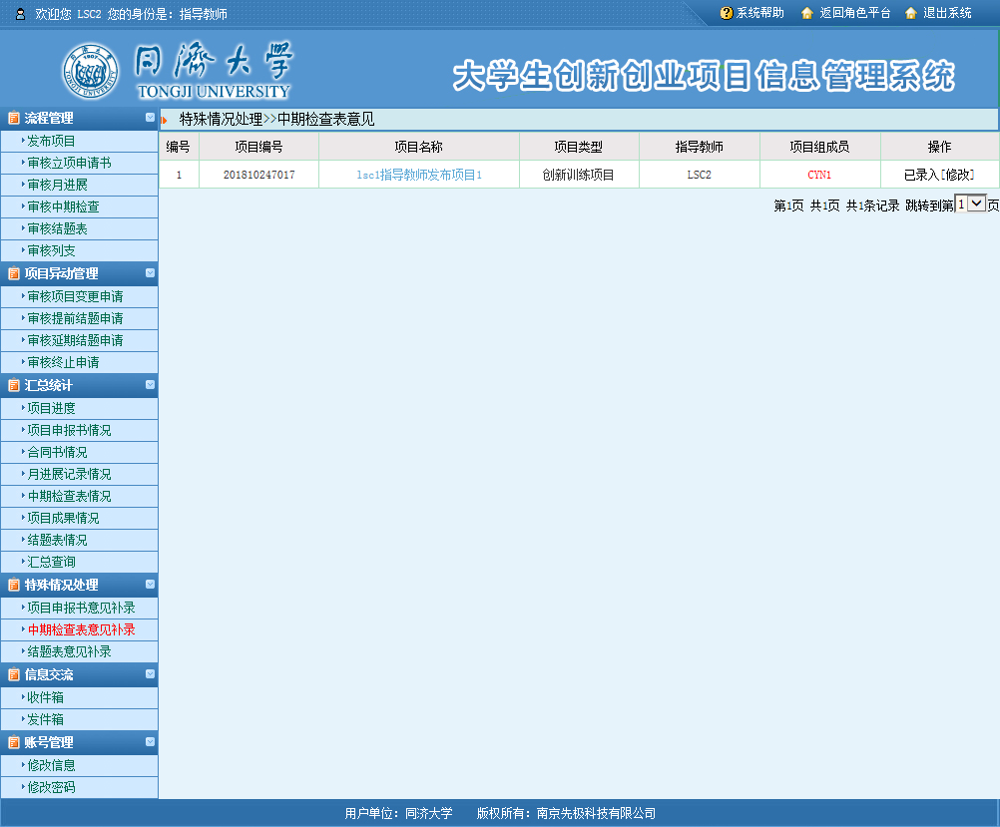 欢迎您 LSC2 您的身份是: 指导教师
系统帮助 返回角色平台 退出系统
同济大学
TONGJI UNIVERSITY
大学生创新创业项目信息管理系统
流程管理
发布项目
审核立项申请书
审核月进展
审核中期检查
审核结题表
审核列支
项目异动管理
审核项目变更申请
审核提前结题申请
审核延期结题申请
审核终止申请
汇总统计
项目进度
项目申报书情况
合同书情况
月进展记录情况
中期检查表情况
项目成果情况
结题表情况
汇总查询
特殊情况处理
项目申报书意见补录
中期检查表意见补录
结题表意见补录
信息交流
收件箱
发件箱
账号管理
修改信息
修改密码
特殊情况处理>>中期检查表意见
编号 项目编号 项目名称 项目类型 指导教师 项目组成员 操作
1 201810247017 lsc1指导教师发布项目1 创新训练项目 LSC2 CYN1 已录入[修改]
第1页 共1页 共1条记录 跳转到第1页
用户单位: 同济大学 版权所有: 南京先极科技有限公司